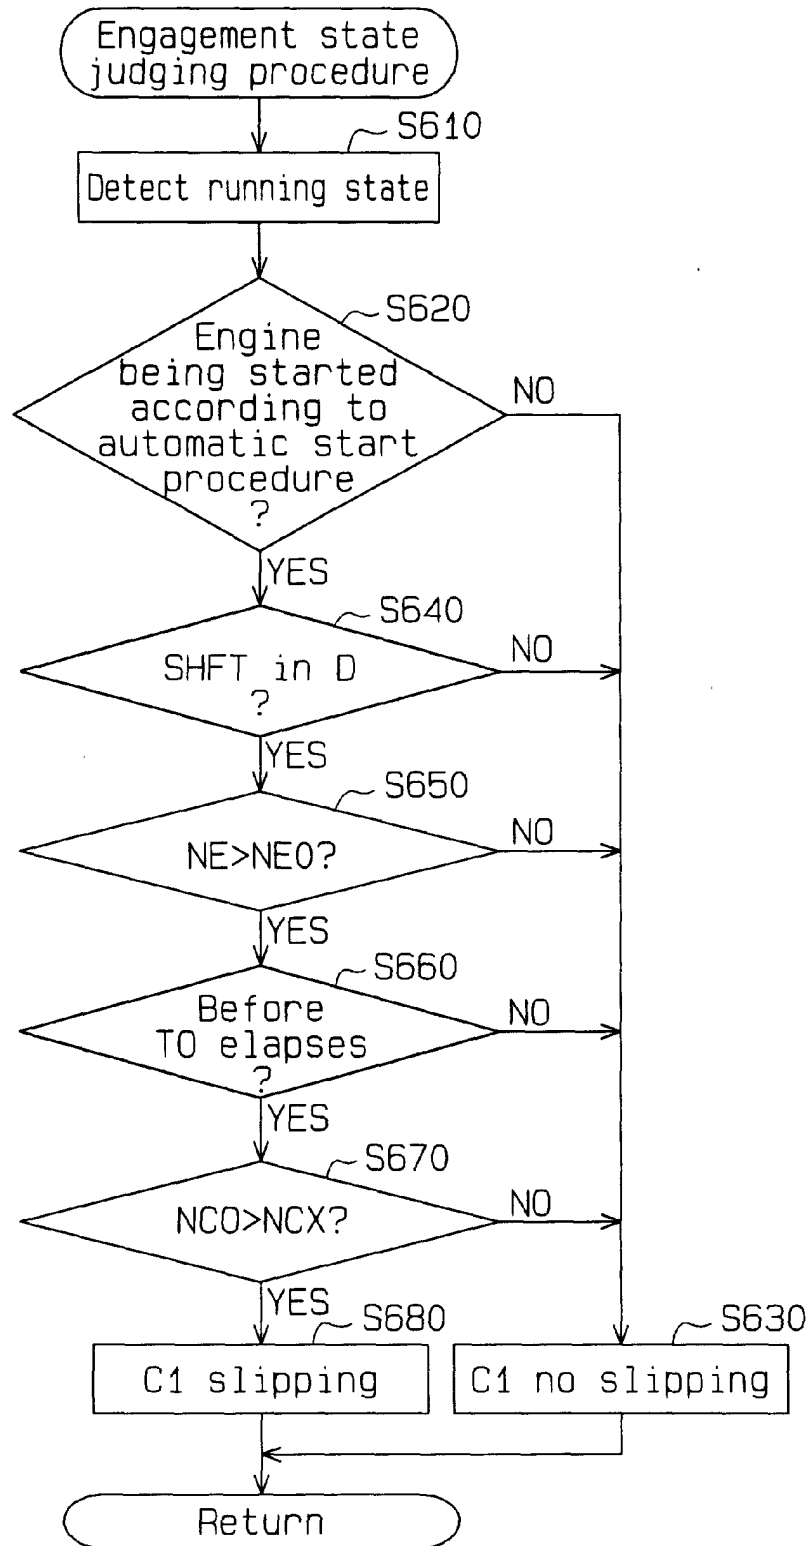 Engagement state
judging procedure
S610
Detect running state
S620
Engine
being started
according to
automatic start
procedure
?
NO
YES
S640
SHFT in D
?
NO
YES
S650
NE>NE0?
NO
YES
S660
Before
T0 elapses
?
NO
YES
S670
NC0>NCX?
NO
YES
S680
C1 slipping
S630
C1 no slipping
Return